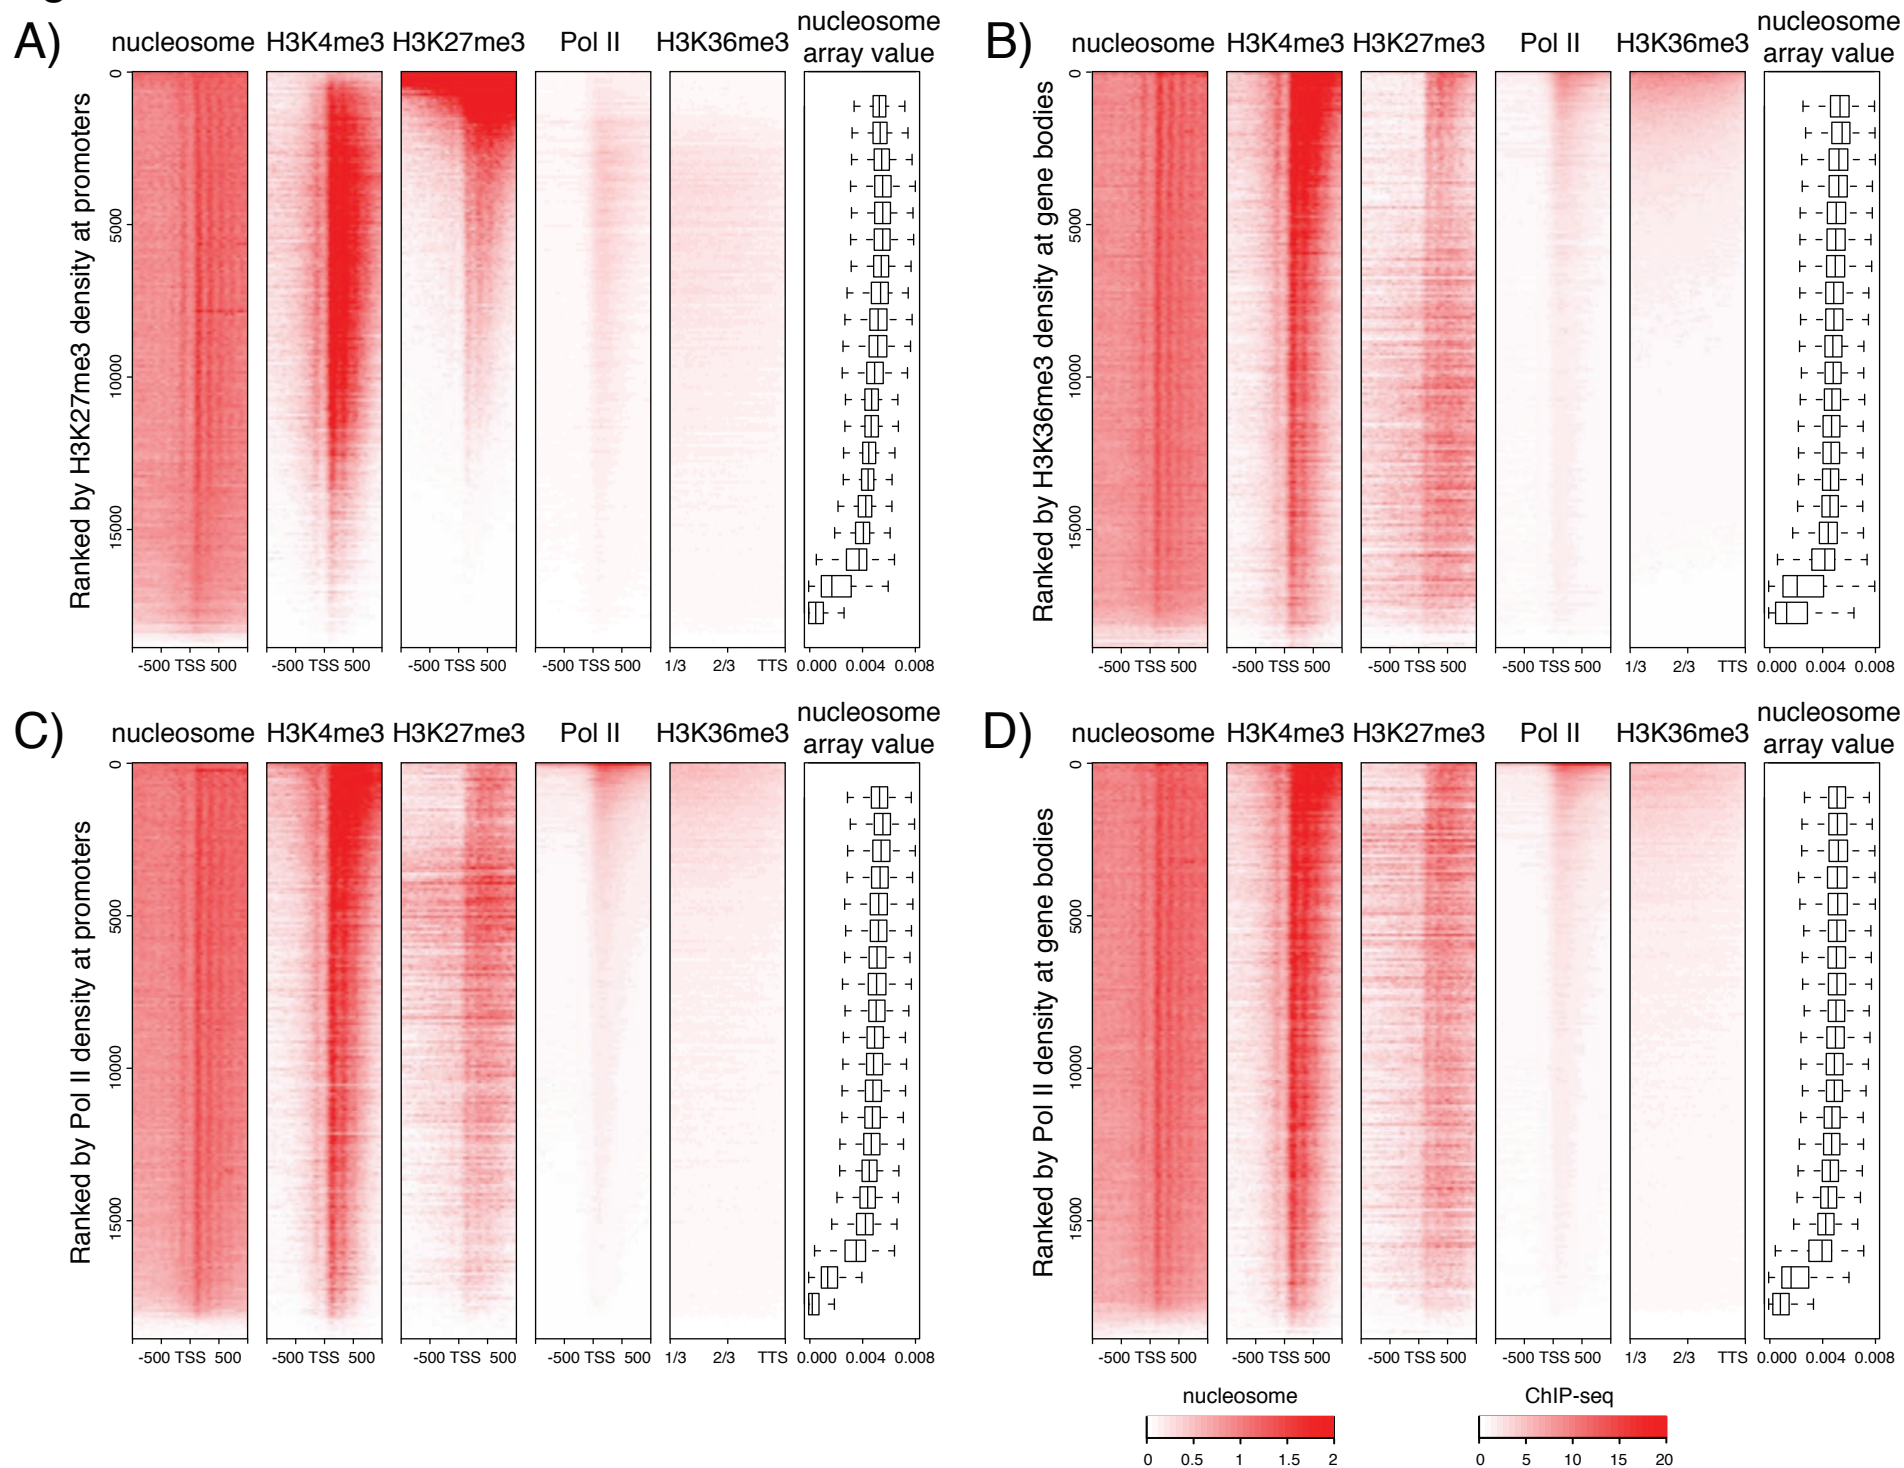 A)
nucleosome H3K4me3 H3K27me3 Pol II H3K36me3 nucleosome
array value
Ranked by H3K27me3 density at promoters
0
5000
10000
15000
-500 TSS 500 -500 TSS 500 -500 TSS 500 -500 TSS 500 1/3 2/3 TTS 0.000 0.004 0.008
B)
nucleosome H3K4me3 H3K27me3 Pol II H3K36me3 nucleosome
array value
Ranked by H3K36me3 density at gene bodies
0
5000
10000
15000
-500 TSS 500 -500 TSS 500 -500 TSS 500 -500 TSS 500 1/3 2/3 TTS 0.000 0.004 0.008
C)
nucleosome H3K4me3 H3K27me3 Pol II H3K36me3 nucleosome
array value
Ranked by Pol II density at promoters
0
5000
10000
15000
-500 TSS 500 -500 TSS 500 -500 TSS 500 -500 TSS 500 1/3 2/3 TTS 0.000 0.004 0.008
D)
nucleosome H3K4me3 H3K27me3 Pol II H3K36me3 nucleosome
array value
Ranked by Pol II density at gene bodies
0
5000
10000
15000
-500 TSS 500 -500 TSS 500 -500 TSS 500 -500 TSS 500 1/3 2/3 TTS 0.000 0.004 0.008
nucleosome
0 0.5 1 1.5 2
ChIP-seq
0 5 10 15 20